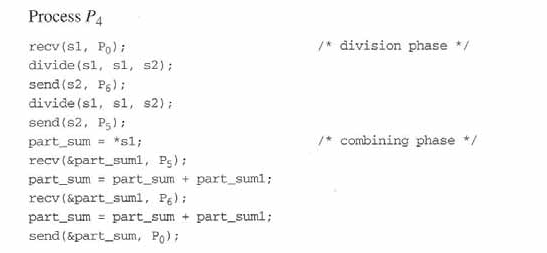 Process P4
recv(s1, P0); /* division phase */
divide(s1, s1, s2);
send(s2, P6);
divide(s1, s1, s2);
send(s2, P5);
part_sum = *s1; /* combining phase */
recv(&part_sum1, P5);
part_sum = part_sum + part_sum1;
recv(&part_sum1, P6);
part_sum = part_sum + part_sum1;
send(&part_sum, P0);